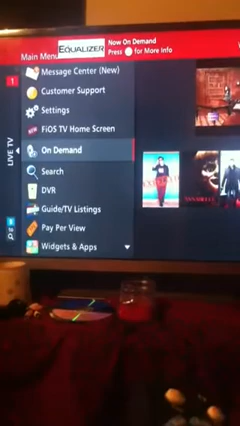 Main Menu
EQUALIZER
Now On Demand
Press for More Info
Message Center (New)
Customer Support
Settings
FiOS TV Home Screen
On Demand
Search
DVR
Guide/TV Listings
Pay Per View
Widgets & Apps
1
LIVE TV